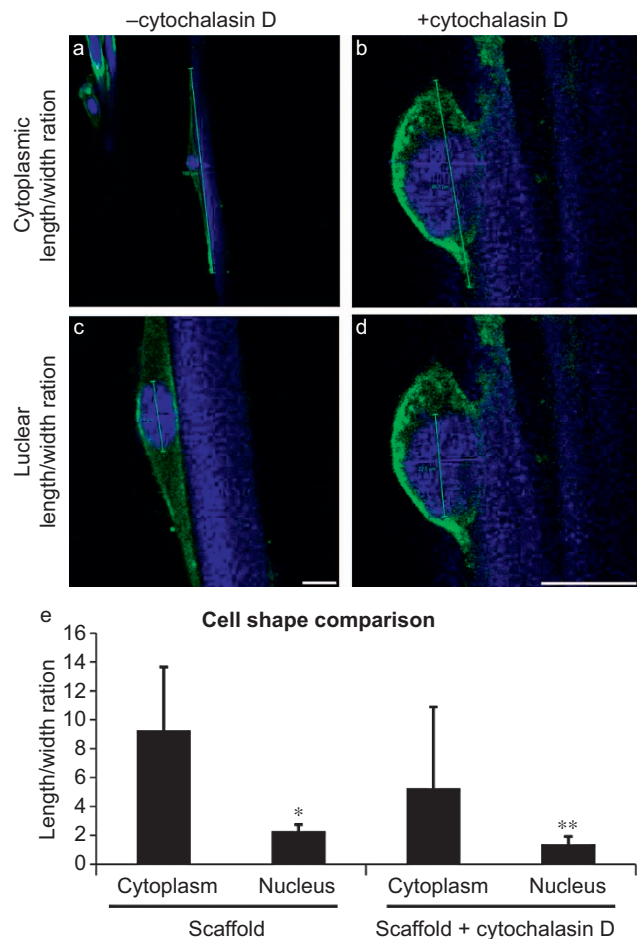 –cytochalasin D
+cytochalasin D
a
b
Cytoplasmic
length/width ration
c
d
Luclear
length/width ration
e
Cell shape comparison
Length/width ration
16
14
12
10
8
6
4
2
0
*
**
Cytoplasm
Nucleus
Cytoplasm
Nucleus
Scaffold
Scaffold + cytochalasin D